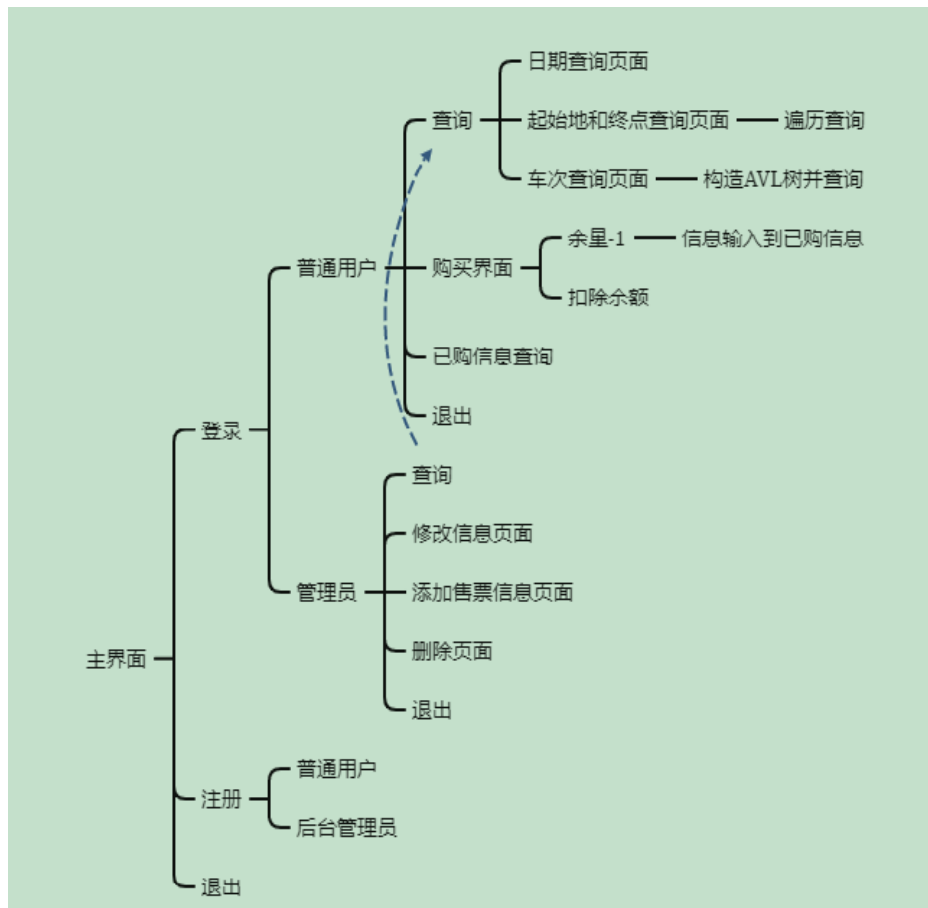 日期查询页面
查询
起始地和终点查询页面
遍历查询
车次查询页面
构造AVL树并查询
余量-1
信息输入到已购信息
普通用户
购买界面
扣除余额
已购信息查询
退出
登录
查询
修改信息页面
管理员
添加售票信息页面
删除页面
主界面
退出
普通用户
注册
后台管理员
退出